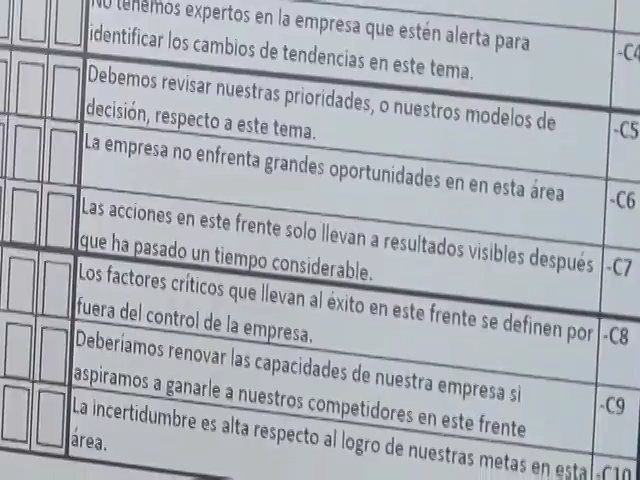 No tenemos expertos en la empresa que estén alerta para
identificar los cambios de tendencias en este tema.
-C4
Debemos revisar nuestras prioridades, o nuestros modelos de
decisión, respecto a este tema.
-C5
La empresa no enfrenta grandes oportunidades en en esta área
-C6
Las acciones en este frente solo llevan a resultados visibles después
que ha pasado un tiempo considerable.
-C7
Los factores críticos que llevan al éxito en este frente se definen por
fuera del control de la empresa.
-C8
Deberíamos renovar las capacidades de nuestra empresa si
aspiramos a ganarle a nuestros competidores en este frente
-C9
La incertidumbre es alta respecto al logro de nuestras metas en esta
área.
-C10